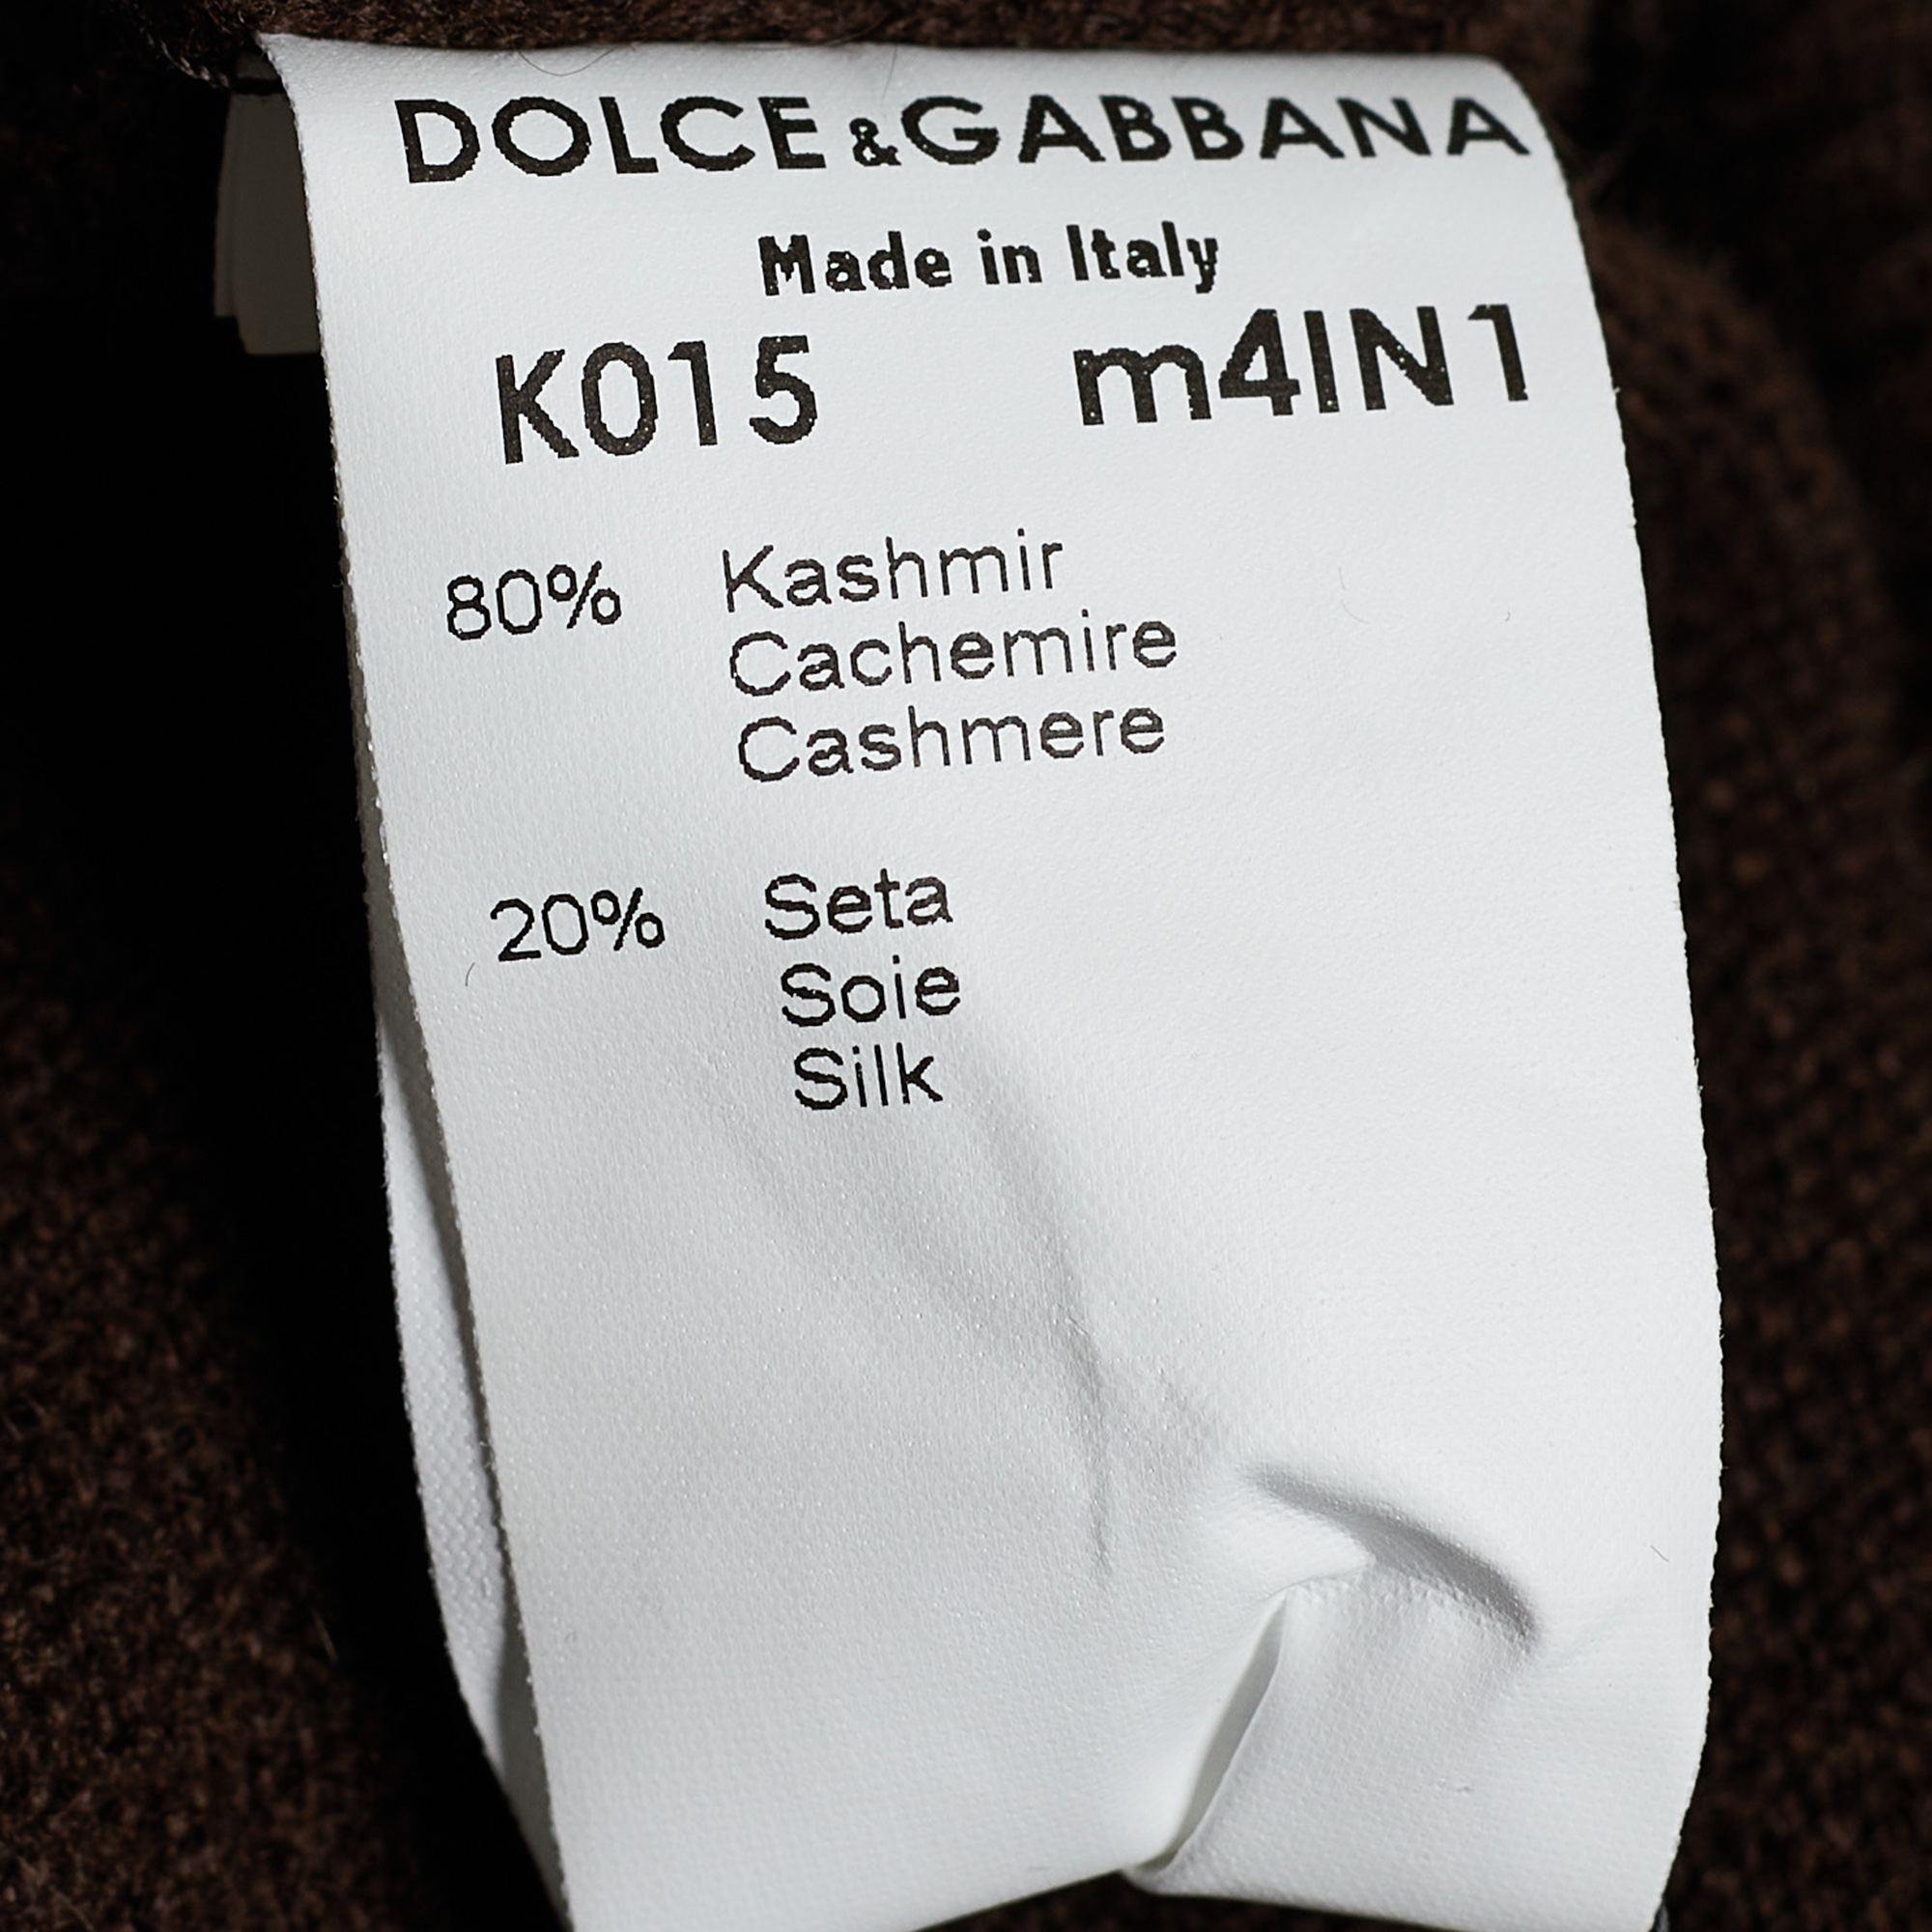 DOLCE&GABBANA
Made in Italy
K015 m4IN1
80% Kashmir
Cachemire
Cashmere
20% Seta
Soie
Silk